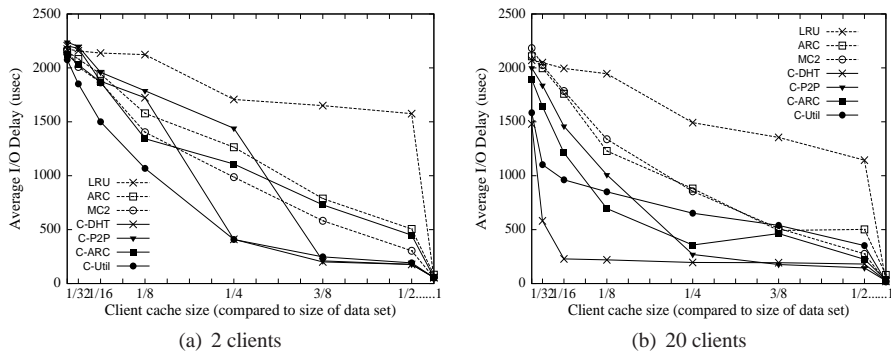 2500
2000
1500
1000
500
0
Average I/O Delay (usec)
LRU
ARC
MC2
C-DHT
C-P2P
C-ARC
C-Util
1/32 1/16 1/8 1/4 3/8 1/2......1
Client cache size (compared to size of data set)
(a) 2 clients
2500
2000
1500
1000
500
0
Average I/O Delay (usec)
LRU
ARC
MC2
C-DHT
C-P2P
C-ARC
C-Util
1/32 1/16 1/8 1/4 3/8 1/2......1
Client cache size (compared to size of data set)
(b) 20 clients